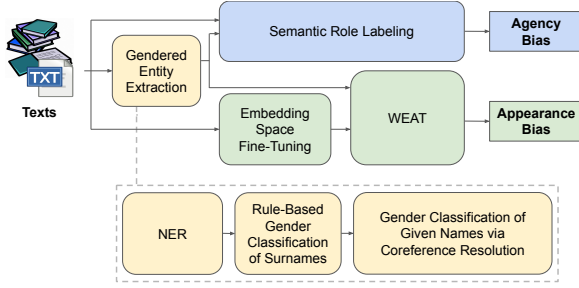 TXT
Texts
Gendered
Entity
Extraction
Semantic Role Labeling
Agency
Bias
Embedding
Space
Fine-Tuning
WEAT
Appearance
Bias
NER
Rule-Based
Gender
Classification
of Surnames
Gender Classification of
Given Names via
Coreference Resolution